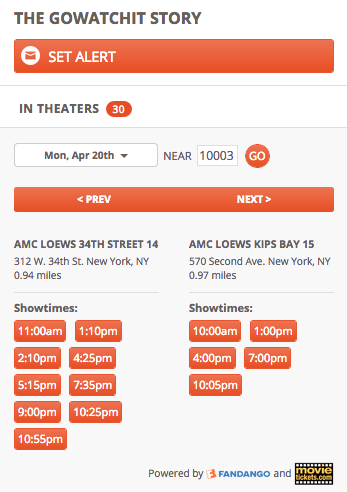 THE GOWATCHIT STORY
SET ALERT
IN THEATERS 30
Mon, Apr 20th NEAR 10003 GO
< PREV NEXT >
AMC LOEWS 34TH STREET 14
312 W. 34th St. New York, NY
0.94 miles
Showtimes:
11:00am 1:10pm
2:10pm 4:25pm
5:15pm 7:35pm
9:00pm 10:25pm
10:55pm
AMC LOEWS KIPS BAY 15
570 Second Ave. New York, NY
0.97 miles
Showtimes:
10:00am 1:00pm
4:00pm 7:00pm
10:05pm
Powered by FANDANGO and movie tickets.com